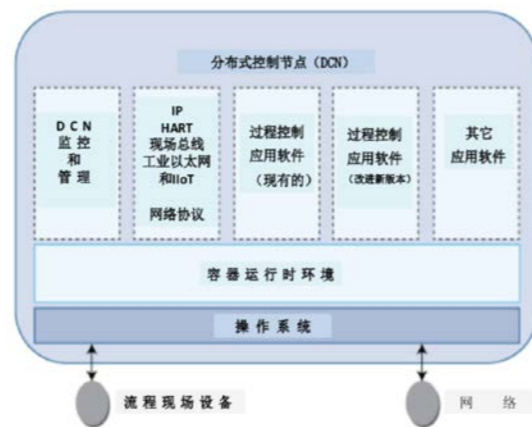 分布式控制节点（DCN）
DCN
监控
和
管理
IP
HART
现场总线
工业以太网
和IIoT
网络协议
过程控制
应用软件
（现有的）
过程控制
应用软件
（改进新版本）
其它
应用软件
容器运行时环境
操作系统
流程现场设备
网络